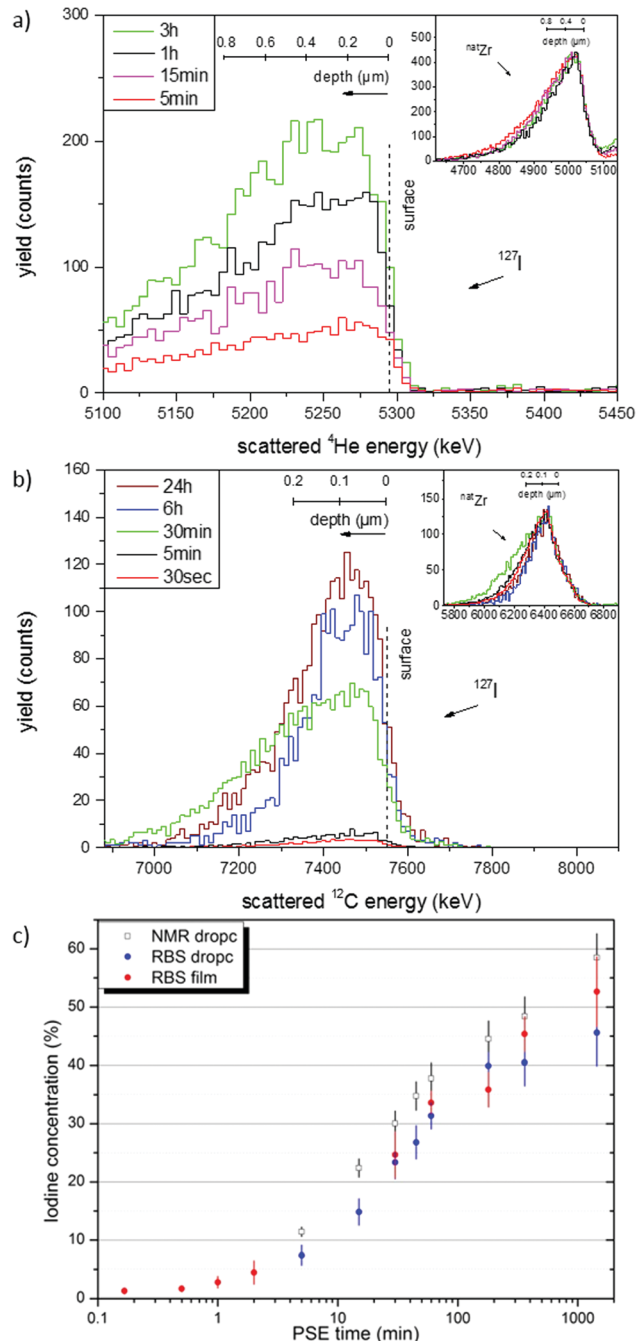 a)
300
200
100
0
yield (counts)
3h
1h
15min
5min
0.8 0.6 0.4 0.2 0
depth (µm)
surface
¹²⁷I
0.8 0.4 0
depth (µm)
ⁿᵃᵗZr
500
400
300
200
100
0
4700 4800 4900 5000 5100
5100 5150 5200 5250 5300 5350 5400 5450
scattered ⁴He energy (keV)
b)
160
140
120
100
80
60
40
20
0
yield (counts)
24h
6h
30min
5min
30sec
0.2 0.1 0
depth (µm)
surface
¹²⁷I
0.2 0.1 0
depth (µm)
ⁿᵃᵗZr
150
100
50
0
5800 6000 6200 6400 6600 6800
7000 7200 7400 7600 7800 8000
scattered ¹²C energy (keV)
c)
NMR dropc
RBS dropc
RBS film
60
50
40
30
20
10
0
Iodine concentration (%)
0.1 1 10 100 1000
PSE time (min)